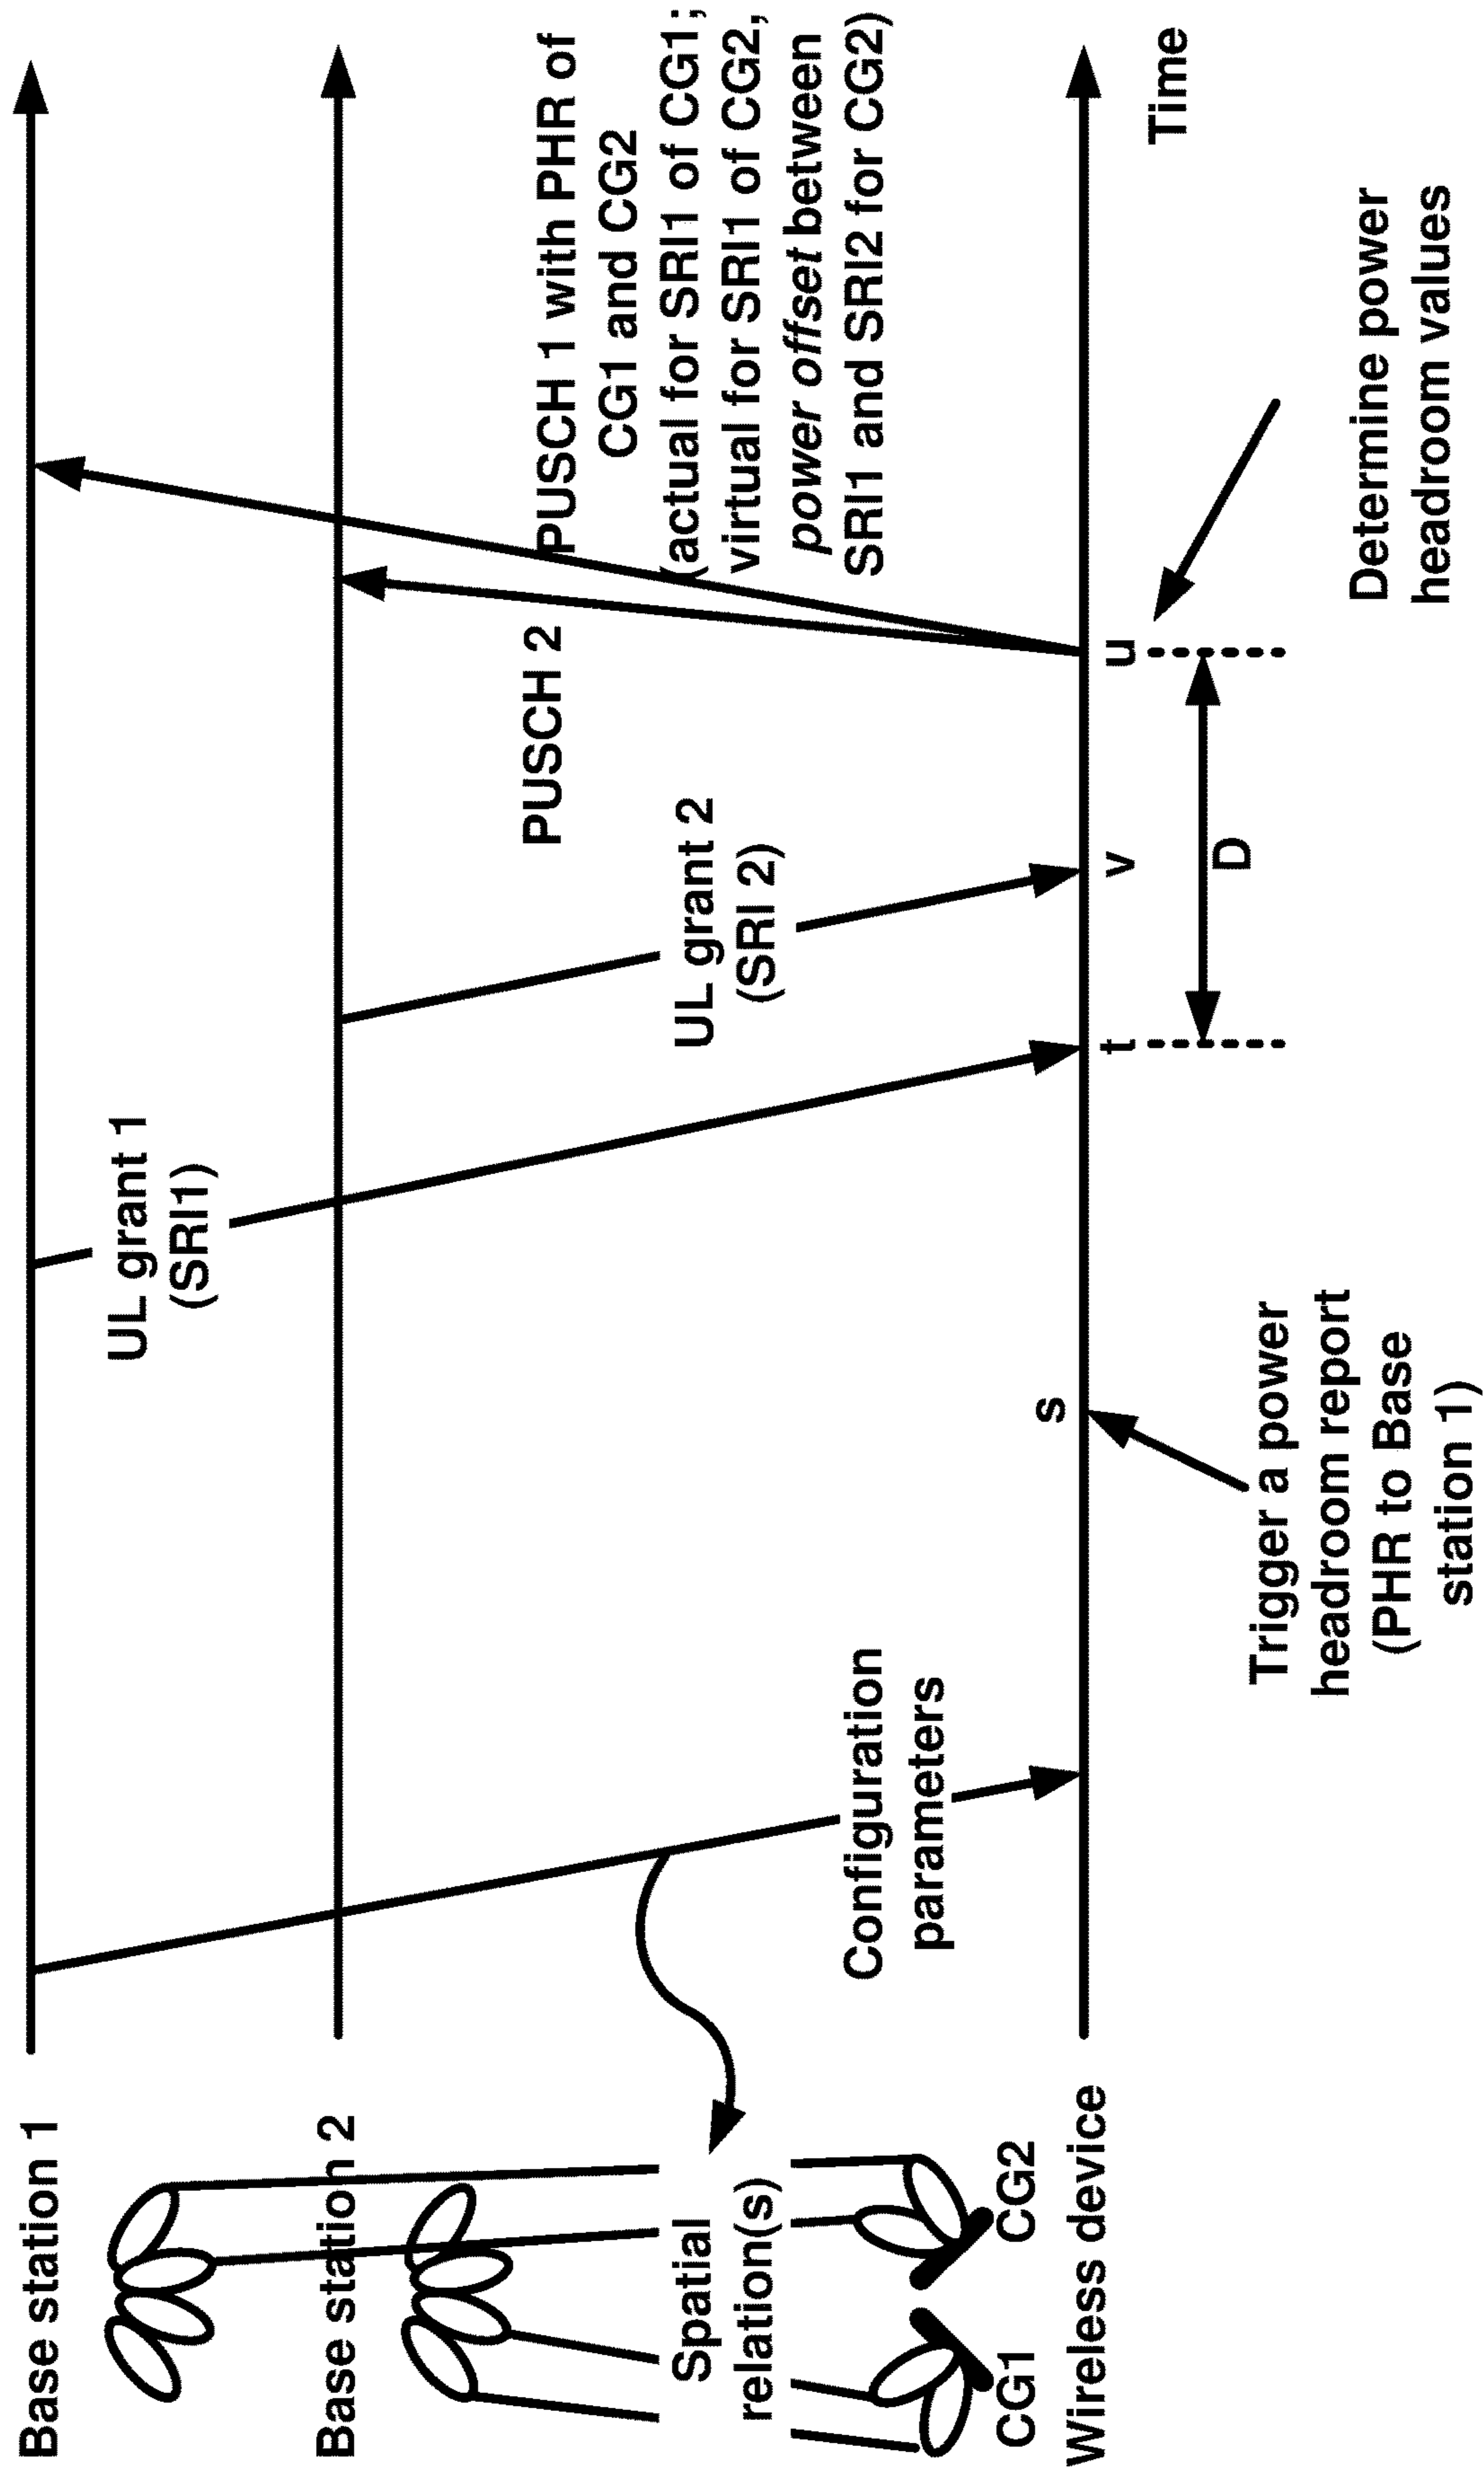 Base station 1
Base station 2
Spatial
relation(s)
CG1
CG2
Wireless device
Configuration
parameters
Trigger a power
headroom report
(PHR to Base
station 1)
s
UL grant 1
(SRI1)
t
UL grant 2
(SRI 2)
v
D
u
PUSCH 2
PUSCH 1 with PHR of
CG1 and CG2
(actual for SRI1 of CG1;
virtual for SRI1 of CG2,
power offset between
SRI1 and SRI2 for CG2)
Determine power
headroom values
Time